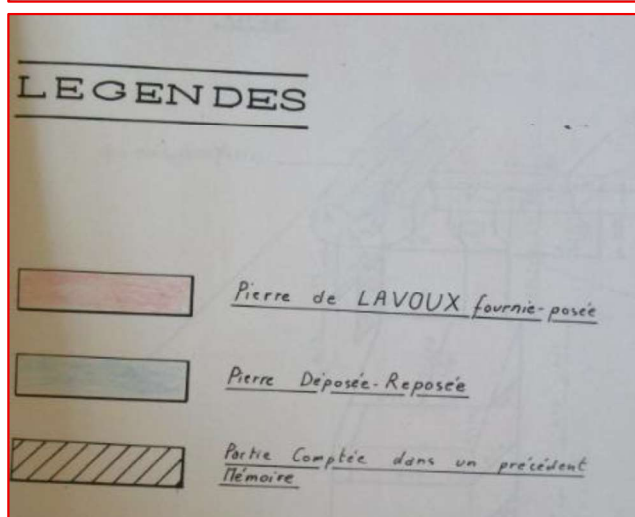 LEGENDES
Pierre de LAVOUX fournie-posée
Pierre Déposée-Reposée
Partie Comptée dans un précédent
Mémoire